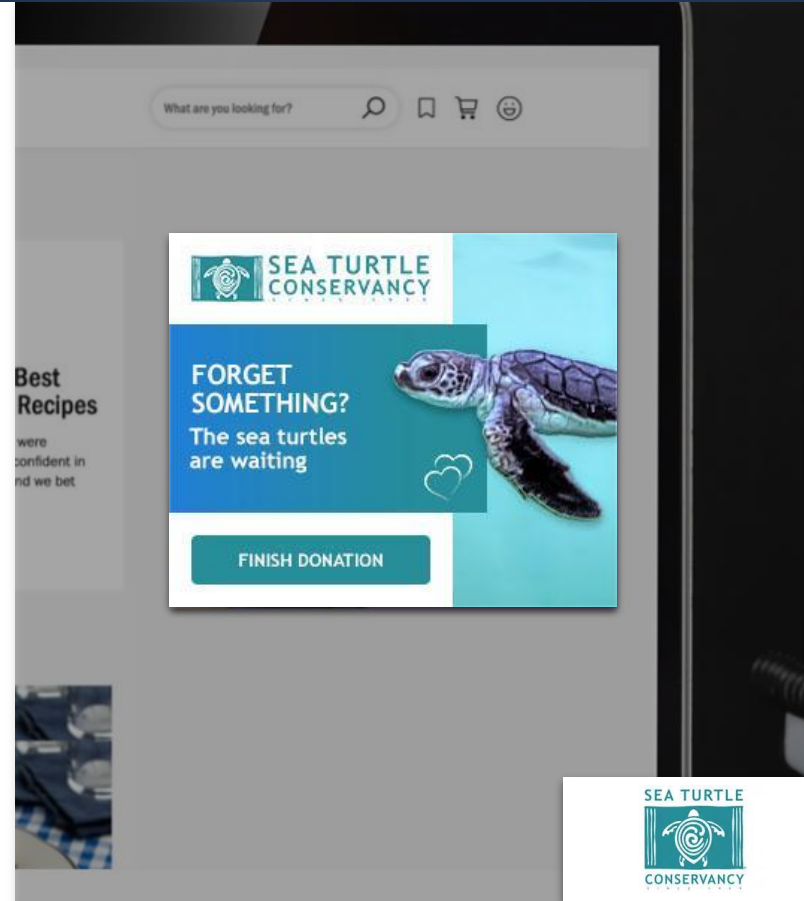 What are you looking for?
SEA TURTLE
CONSERVANCY
Best
Recipes
were
confident in
nd we bet
FORGET
SOMETHING?
The sea turtles
are waiting
FINISH DONATION
SEA TURTLE
CONSERVANCY